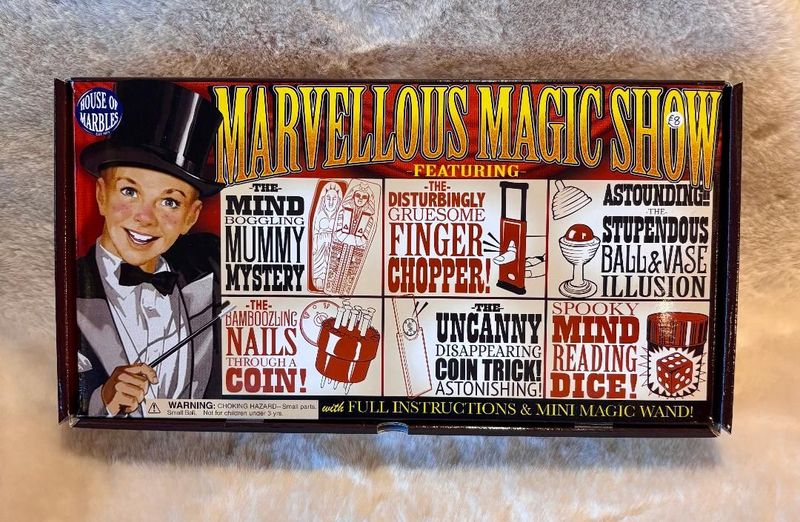 HOUSE OF
MARBLES
MARVELLOUS MAGIC SHOW
£8
-FEATURING-
-THE-
MIND
BOGGLING
MUMMY
MYSTERY
-THE-
DISTURBINGLY
GRUESOME
FINGER
CHOPPER!
ASTOUNDING!!
-THE-
STUPENDOUS
BALL & VASE
ILLUSION
-THE-
BAMBOOZLING
NAILS
THROUGH A
COIN!
-THE-
UNCANNY
DISAPPEARING
COIN TRICK!
ASTONISHING!
SPOOKY
MIND
READING
DICE!
WARNING: CHOKING HAZARD--Small parts.
Small Ball. Not for children under 3 yrs.
with FULL INSTRUCTIONS & MINI MAGIC WAND!